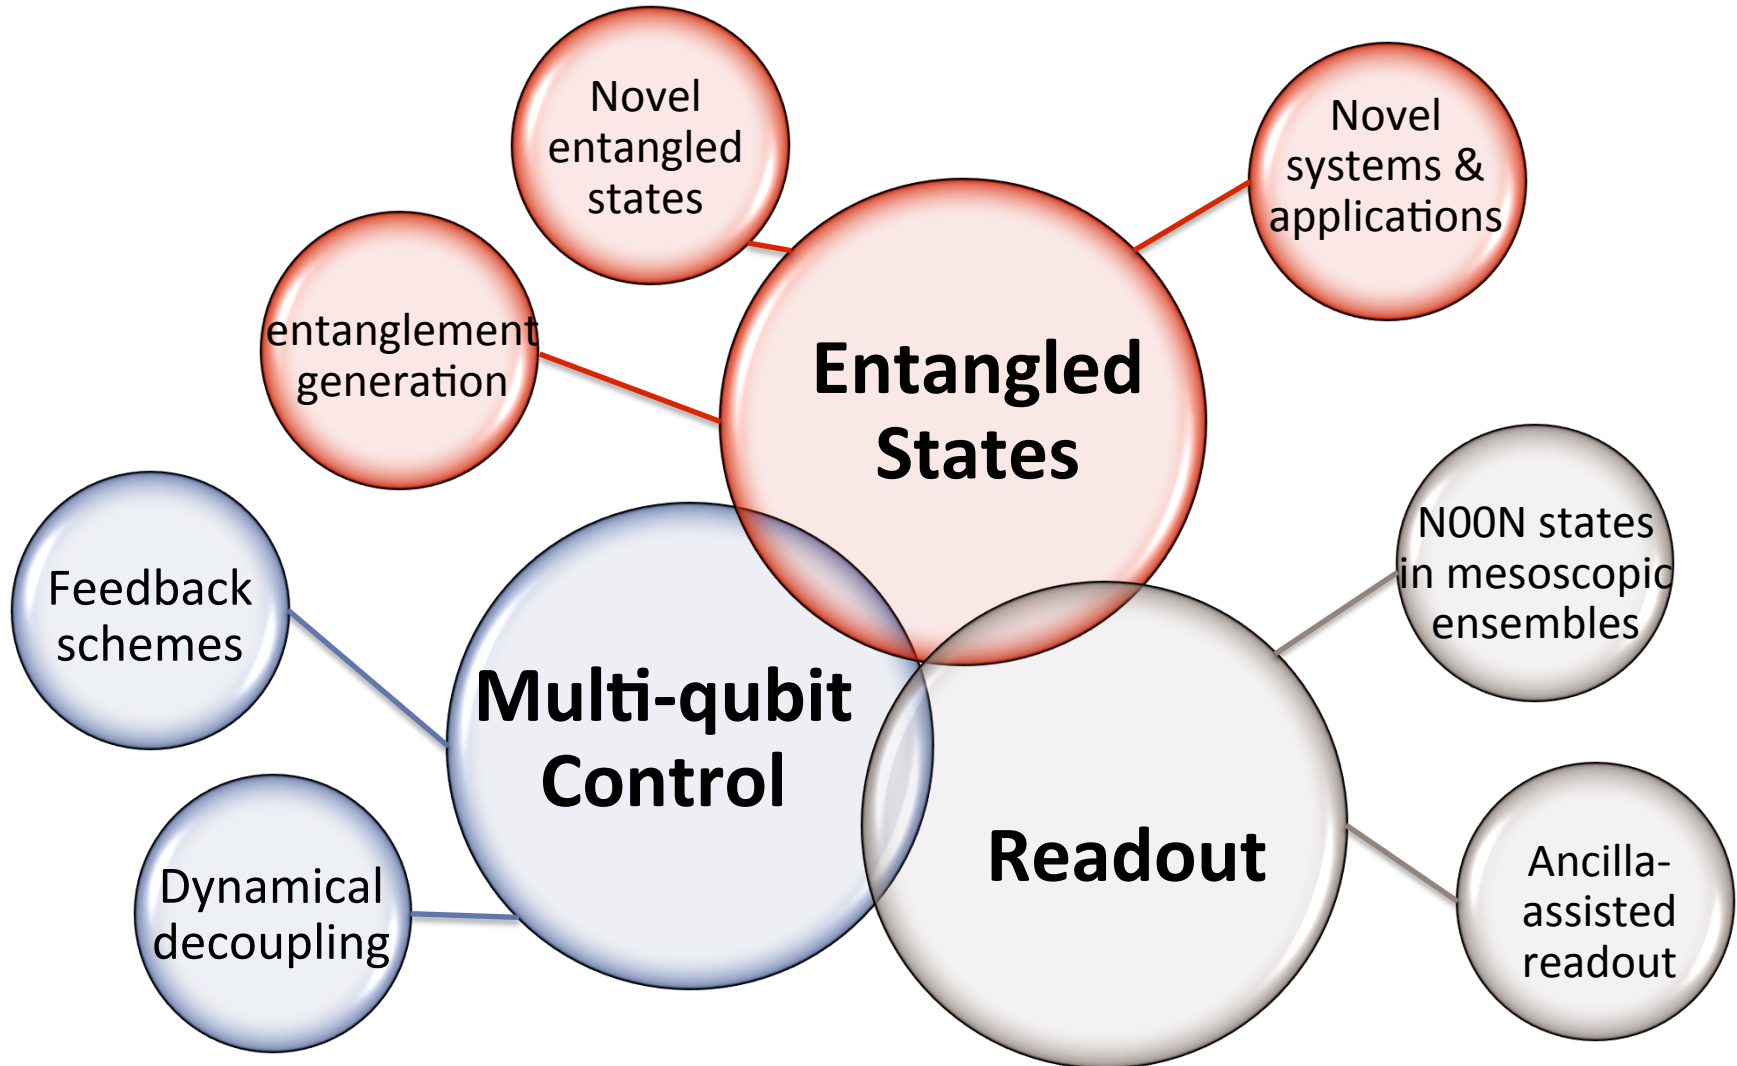 Novel
entangled
states
Novel
systems &
applications
entanglement
generation
Entangled
States
N00N states
in mesoscopic
ensembles
Feedback
schemes
Multi-qubit
Control
Readout
Dynamical
decoupling
Ancilla-
assisted
readout